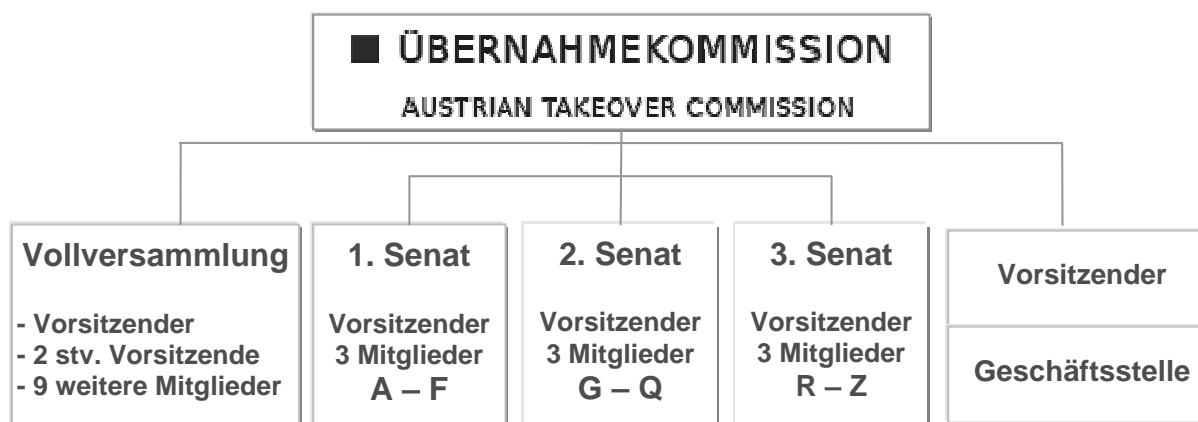 ÜBERNAHMEKOMMISSION
AUSTRIAN TAKEOVER COMMISSION
Vollversammlung
- Vorsitzender
- 2 stv. Vorsitzende
- 9 weitere Mitglieder
1. Senat
Vorsitzender
3 Mitglieder
A – F
2. Senat
Vorsitzender
3 Mitglieder
G – Q
3. Senat
Vorsitzender
3 Mitglieder
R – Z
Vorsitzender
Geschäftsstelle